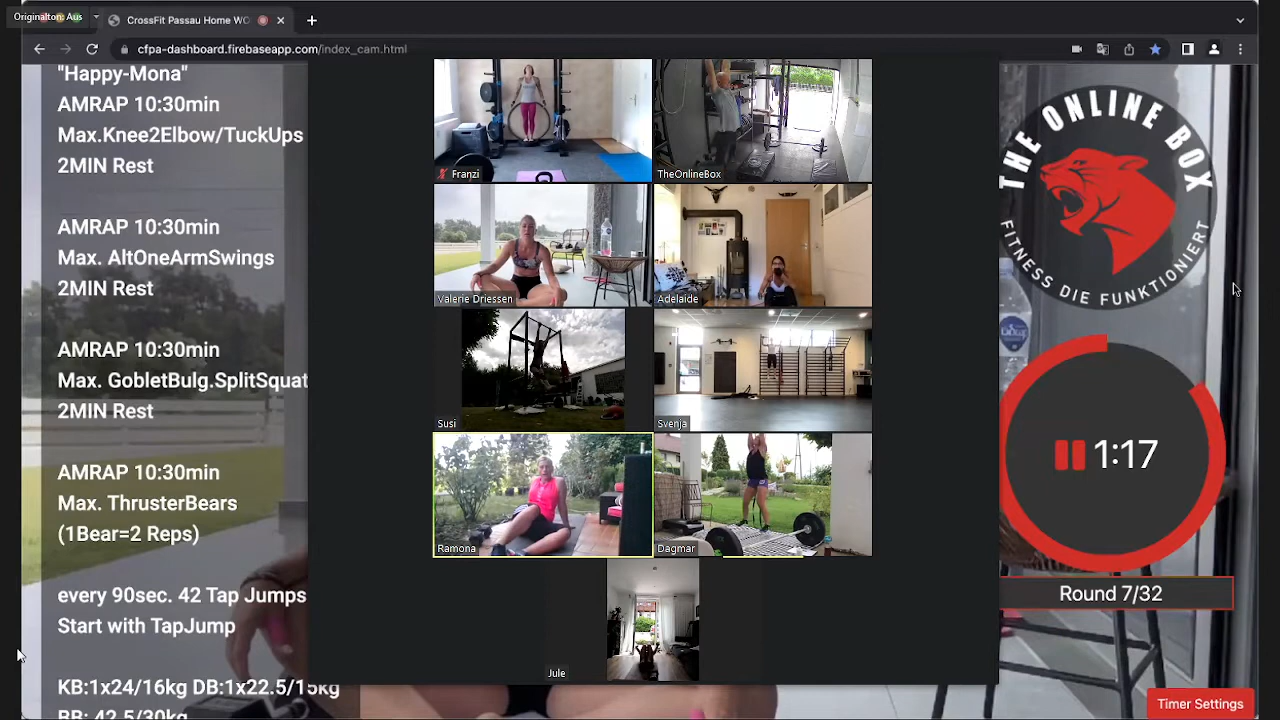 Originalton: Aus
CrossFit Passau Home WO
cfpa-dashboard.firebaseapp.com/index_cam.html
"Happy-Mona"
AMRAP 10:30min
Max.Knee2Elbow/TuckUps
2MIN Rest
AMRAP 10:30min
Max. AltOneArmSwings
2MIN Rest
AMRAP 10:30min
Max. GobletBulg.SplitSquat
2MIN Rest
AMRAP 10:30min
Max. ThrusterBears
(1Bear=2 Reps)
every 90sec. 42 Tap Jumps
Start with TapJump
KB:1x24/16kg DB:1x22.5/15kg
BB: 42.5/30kg
Franzi
TheOnlineBox
Valerie Driessen
Adelaide
Susi
Svenja
Ramona
Dagmar
Jule
THE ONLINE BOX
FITNESS DIE FUNKTIONIERT
1:17
Round 7/32
Timer Settings